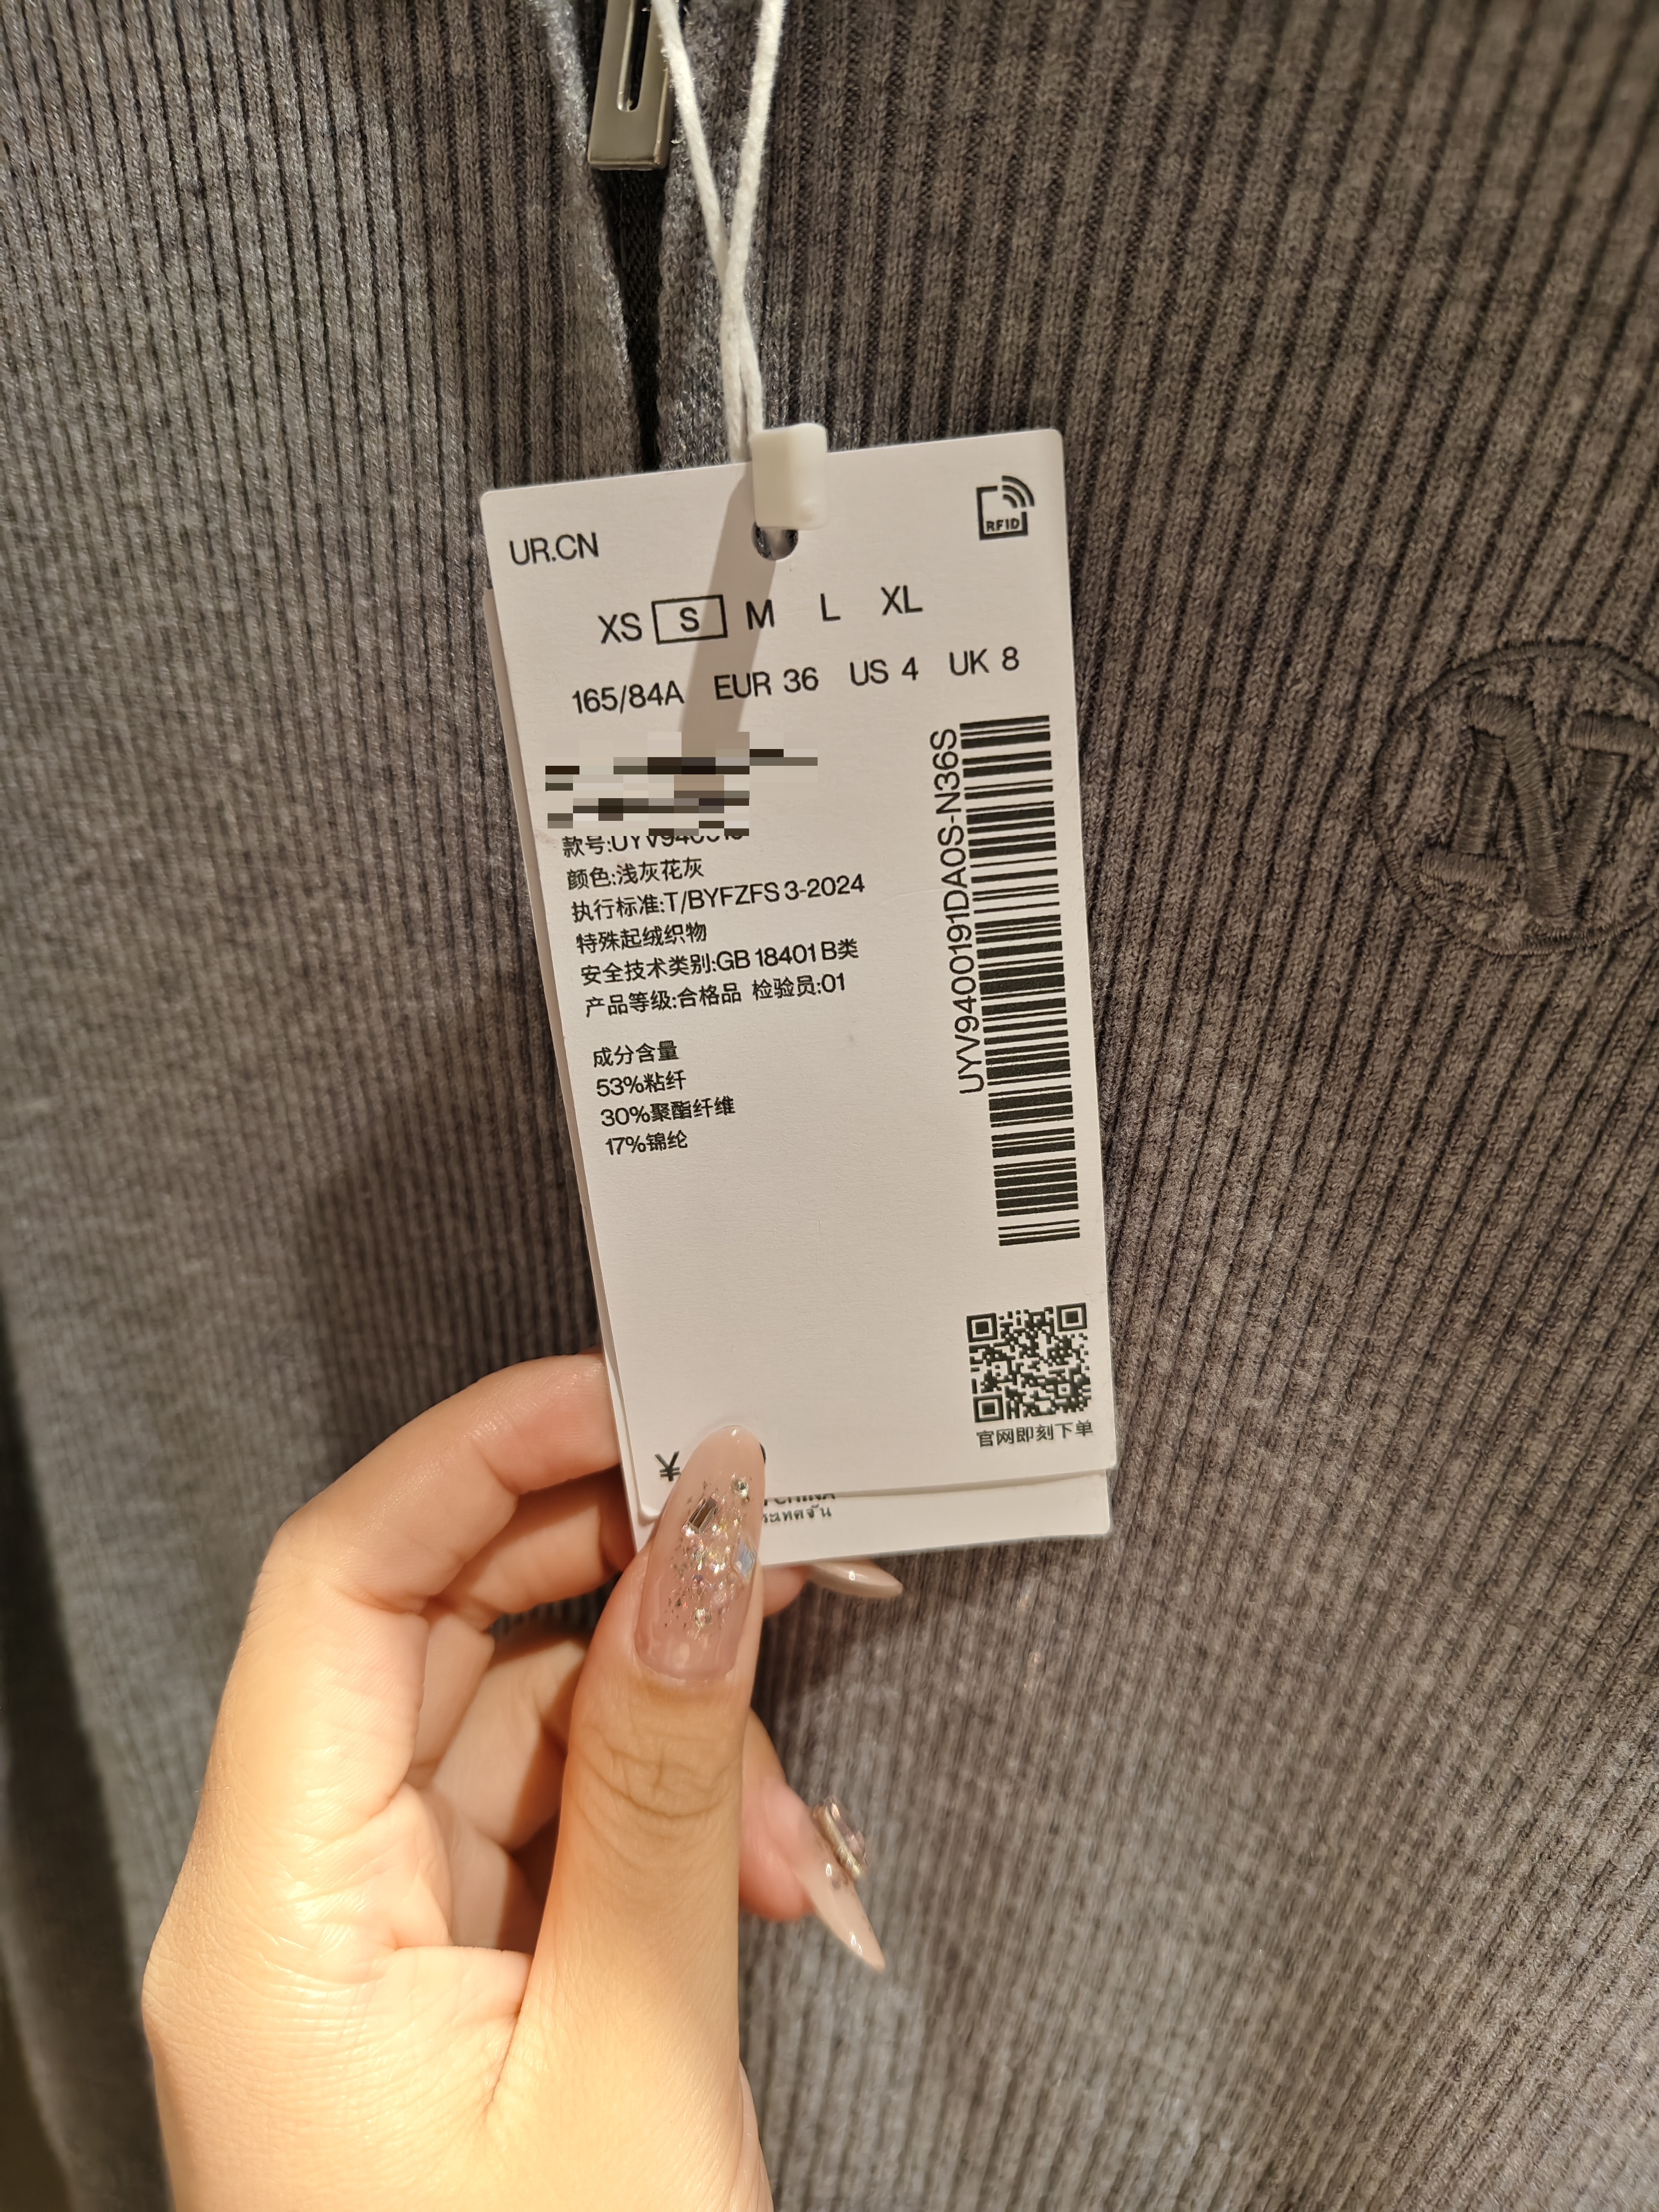 UR.CN
RFID
XS S M L XL
165/84A EUR 36 US 4 UK 8
款号:UYV940019
颜色:浅灰花灰
执行标准:T/BYFZFS 3-2024
特殊起绒织物
安全技术类别:GB 18401 B类
产品等级:合格品 检验员:01
成分含量
53%粘纤
30%聚酯纤维
17%锦纶
UYV9400191DA0S-N36S
官网即刻下单
¥
CHINA
N